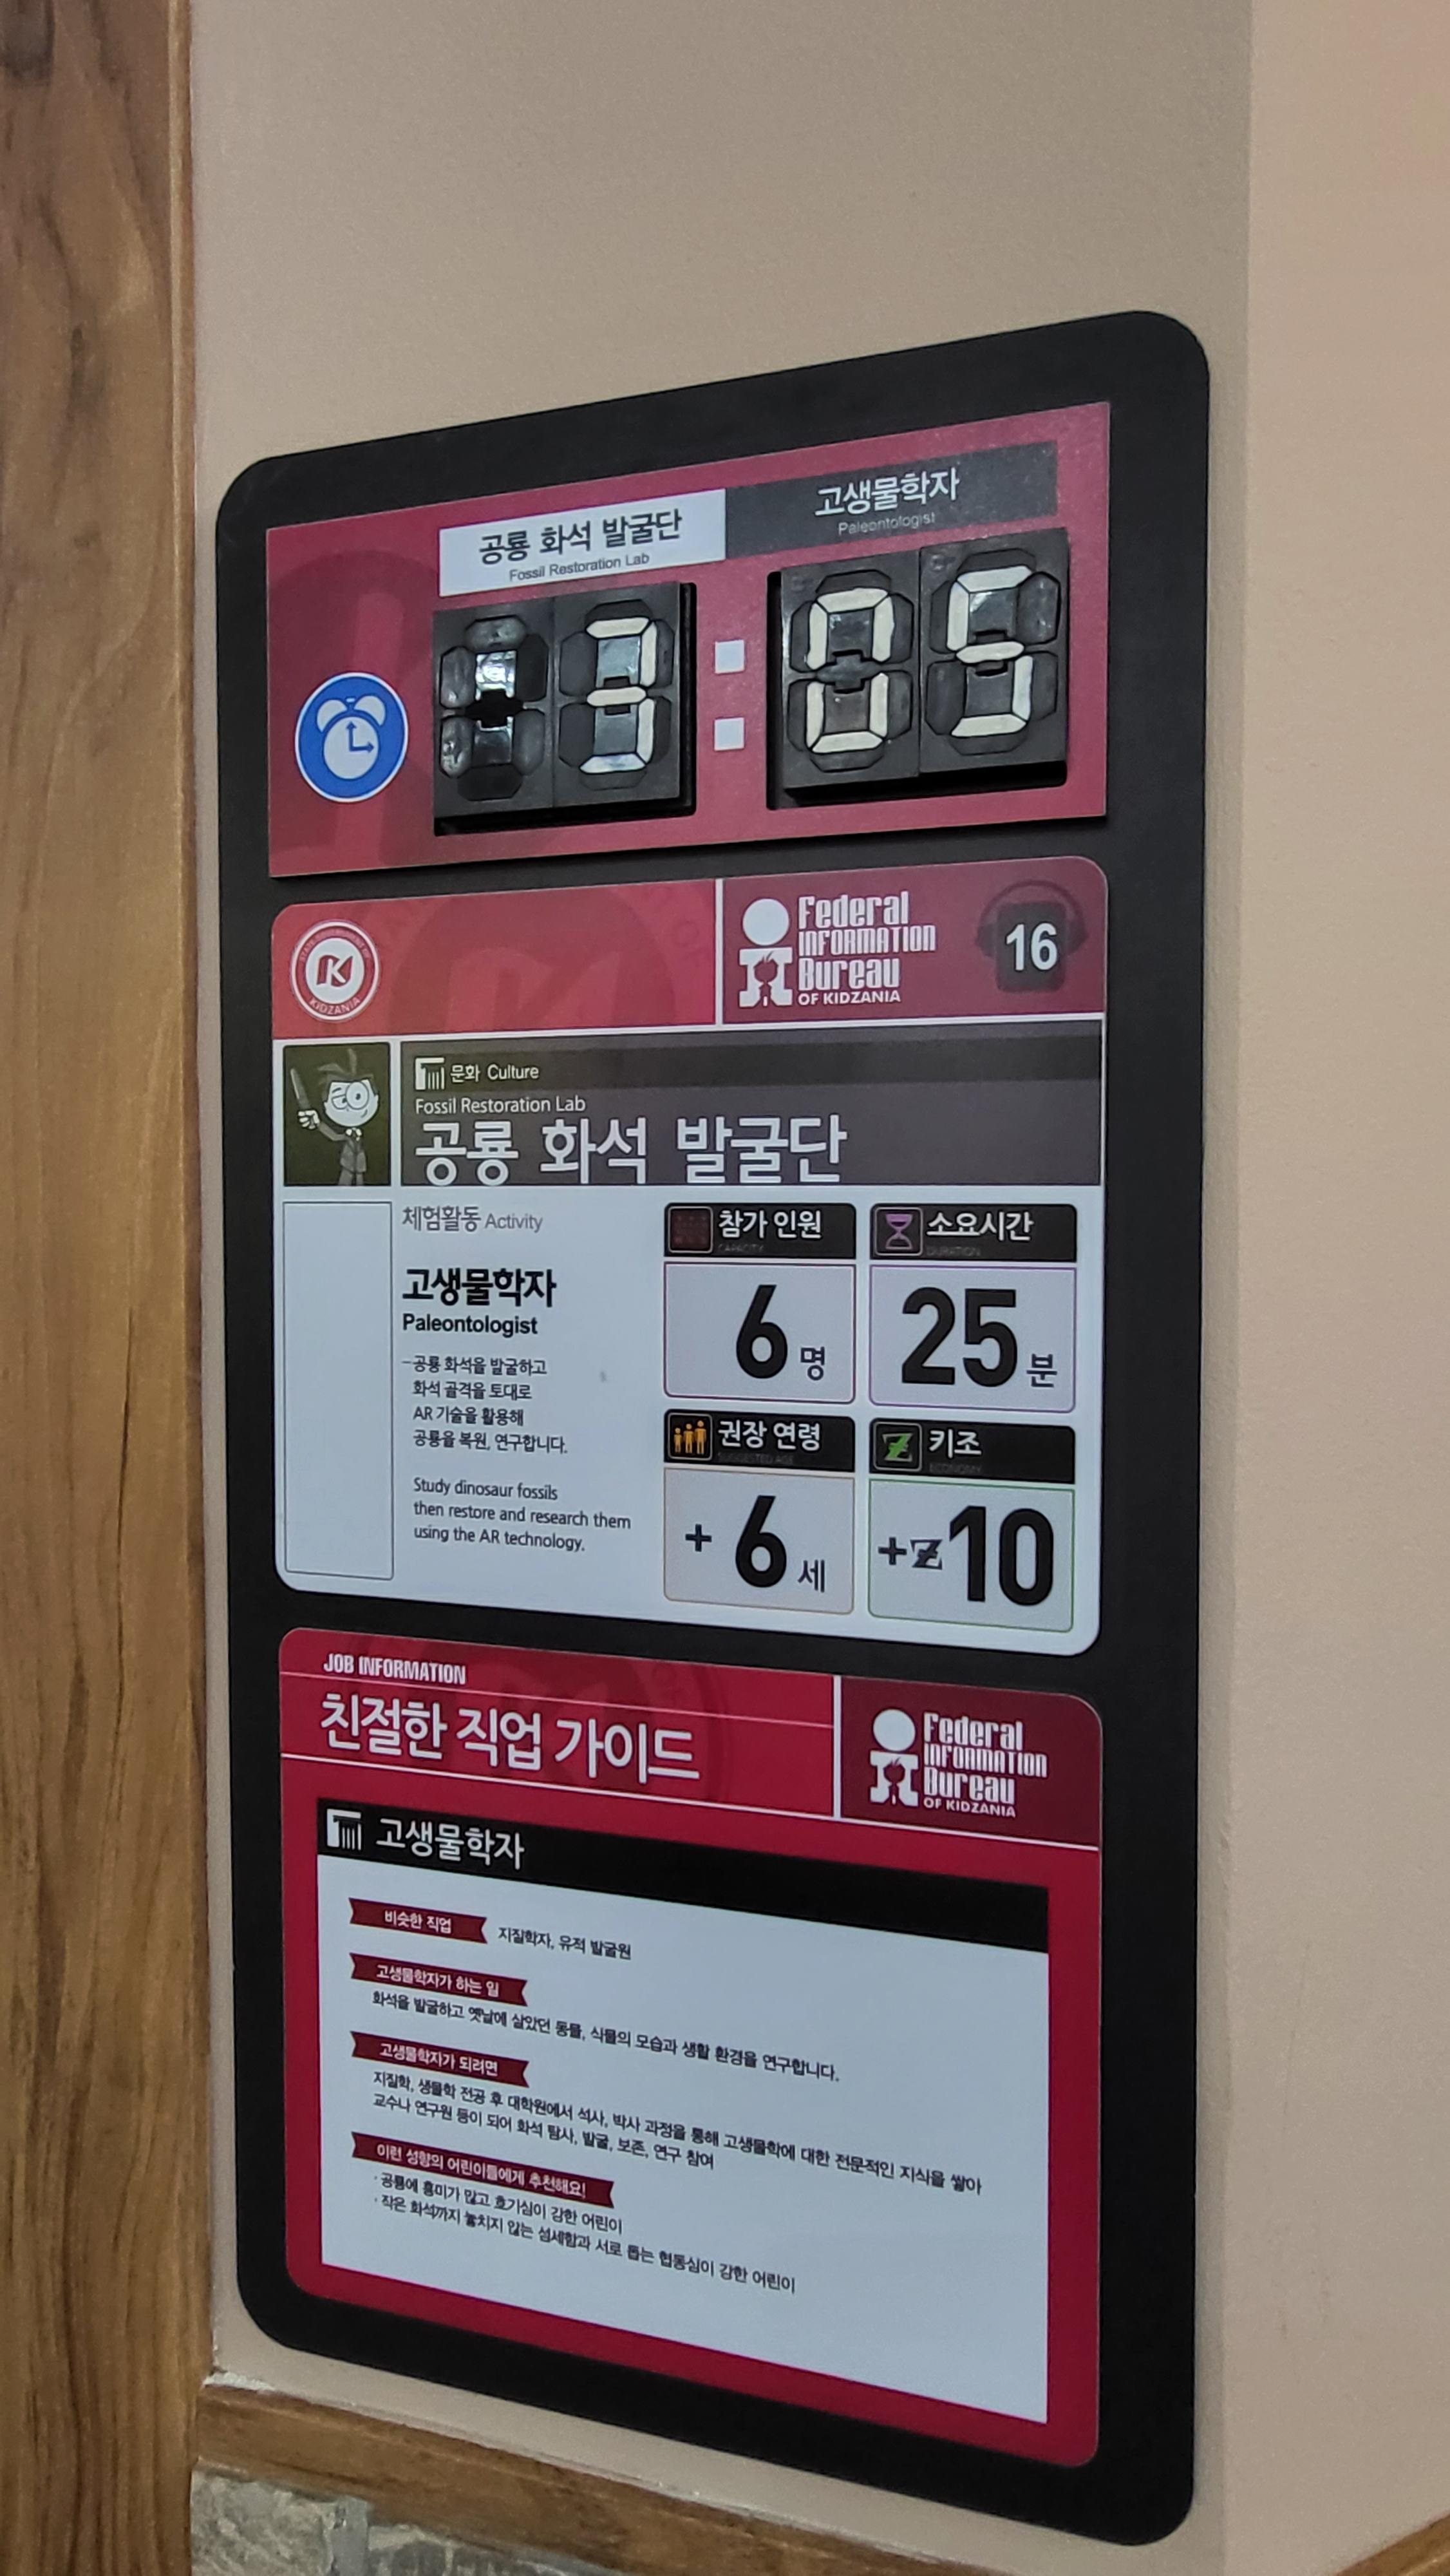 공룡 화석 발굴단
Fossil Restoration Lab
고생물학자
Paleontologist
3:05
KIDZANIA
Federal
INFORMATION
Bureau
OF KIDZANIA
16
문화 Culture
Fossil Restoration Lab
공룡 화석 발굴단
체험활동 Activity
고생물학자
Paleontologist
-공룡 화석을 발굴하고
화석 골격을 토대로
AR 기술을 활용해
공룡을 복원, 연구합니다.
Study dinosaur fossils
then restore and research them
using the AR technology.
참가 인원
CAPACITY
6명
소요시간
DURATION
25분
권장 연령
SUGGESTED AGE
+6세
키조
ECONOMY
+Z10
JOB INFORMATION
친절한 직업 가이드
Federal
INFORMATION
Bureau
OF KIDZANIA
고생물학자
비슷한 직업
지질학자, 유적 발굴원
고생물학자가 하는 일
화석을 발굴하고 옛날에 살았던 동물, 식물의 모습과 생활 환경을 연구합니다.
고생물학자가 되려면
지질학, 생물학 전공 후 대학원에서 석사, 박사 과정을 통해 고생물학에 대한 전문적인 지식을 쌓아
교수나 연구원 등이 되어 화석 탐사, 발굴, 보존, 연구 참여
이런 성향의 어린이들에게 추천해요!
· 공룡에 흥미가 많고 호기심이 강한 어린이
· 작은 화석까지 놓치지 않는 섬세함과 서로 돕는 협동심이 강한 어린이